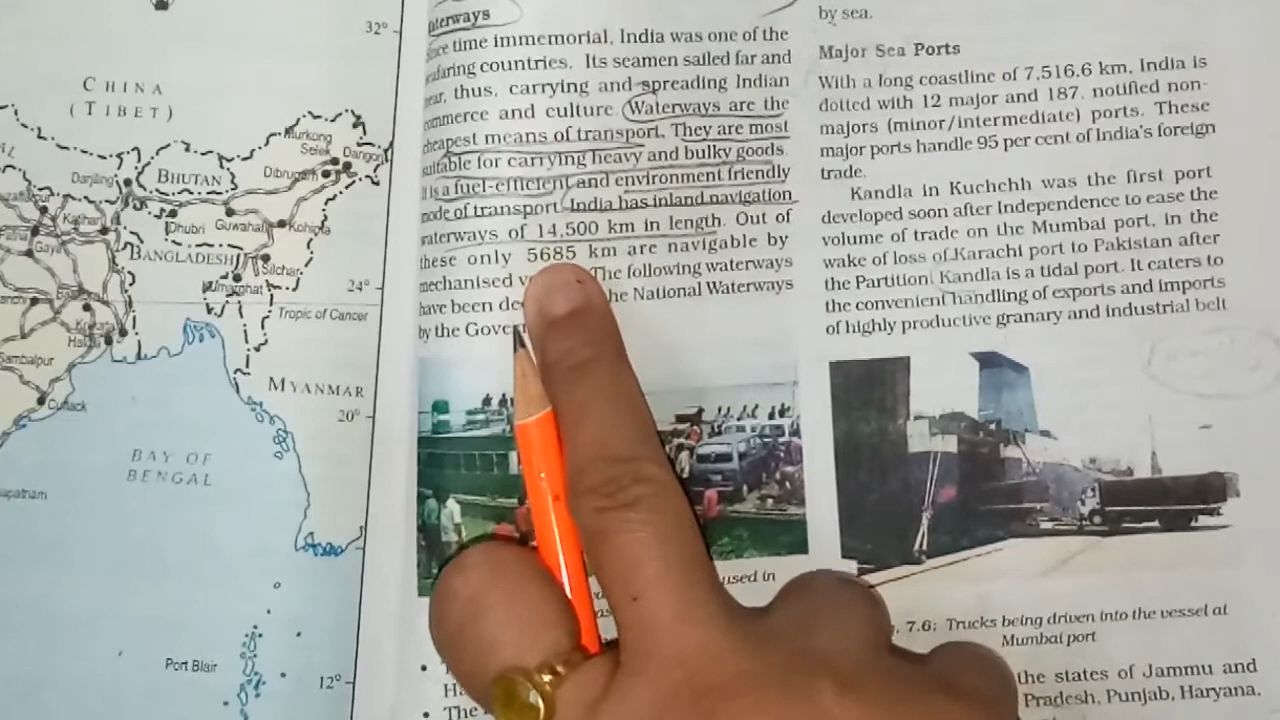 32°
CHINA
(TIBET)
Murkong
Selek
Dangori
Dibrugarh
Darjiling
BHUTAN
Katihar
Dhubri
Guwahati
Kohima
Gaya
BANGLADESH
Silchar
24°
Tropic of Cancer
Sambalpur
MYANMAR
20°
Cuttack
BAY OF
BENGAL
Port Blair
12°
time immemorial, India was one of the
countries. Its seamen sailed far and
thus, carrying and spreading Indian
commerce and culture. Waterways are the
cheapest means of transport. They are most
suitable for carrying heavy and bulky goods.
It is a fuel-efficient and environment friendly
mode of transport. India has inland navigation
waterways of 14,500 km in length. Out of
these only 5685 km are navigable by
mechanised The following waterways
have been National Waterways
by the
used in
The
by sea.
Major Sea Ports
With a long coastline of 7,516.6 km, India is
dotted with 12 major and 187 notified non-
majors (minor/intermediate) ports. These
major ports handle 95 per cent of India's foreign
trade.
Kandla in Kuchchh was the first port
developed soon after Independence to ease the
volume of trade on the Mumbai port, in the
wake of loss of Karachi port to Pakistan after
the Partition. Kandla is a tidal port. It caters to
the convenient handling of exports and imports
of highly productive granary and industrial belt
7.6: Trucks being driven into the vessel at
Mumbai port
the states of Jammu and
Pradesh, Punjab, Haryana,